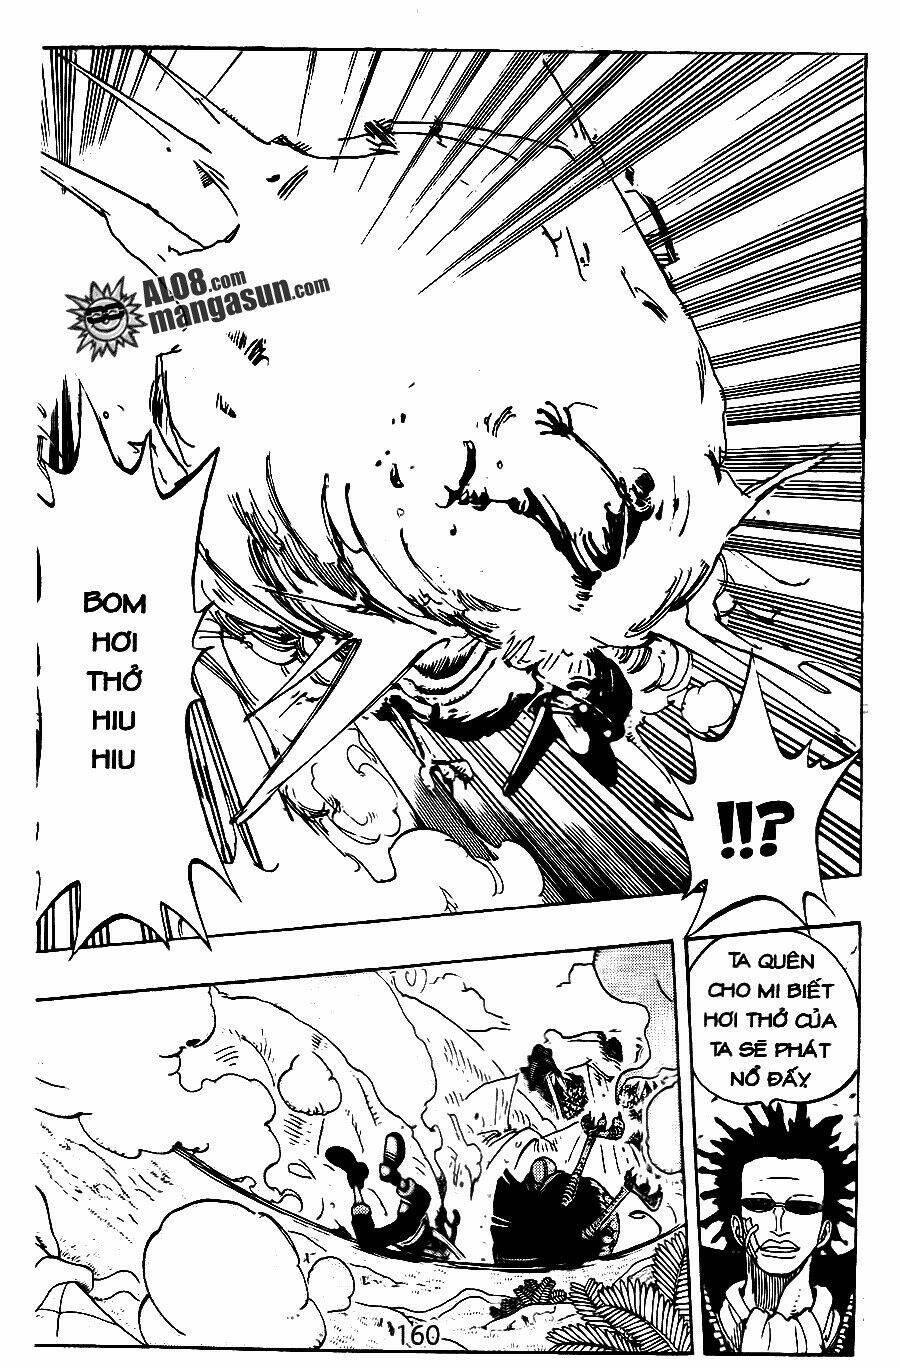 AL08.com
mangasun.com
BOM
HƠI
THỞ
HIU
HIU
!!?
TA QUÊN
CHO MI BIẾT
HƠI THỞ CỦA
TA SẼ PHÁT
NỔ ĐẤY
160